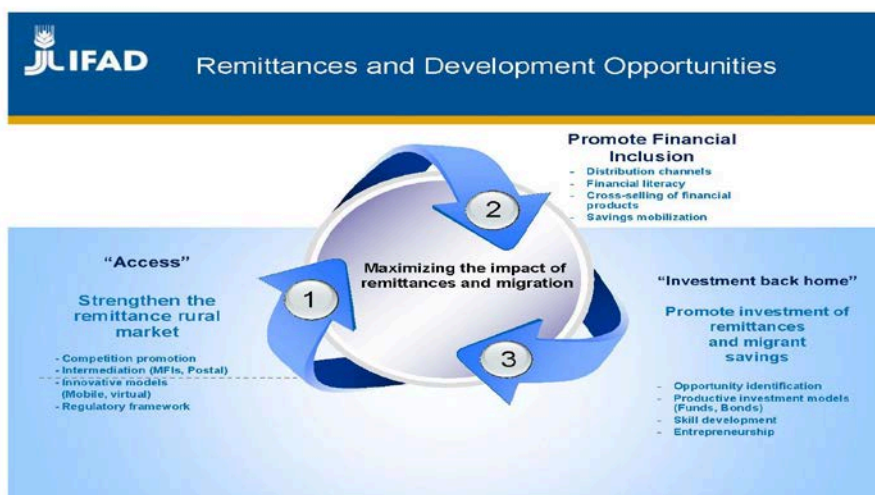 IFAD
Remittances and Development Opportunities
Promote Financial
Inclusion
- Distribution channels
- Financial literacy
- Cross-selling of financial
products
- Savings mobilization
2
Maximizing the impact of
remittances and migration
"Access"
Strengthen the
remittance rural
market
- Competition promotion
- Intermediation (MFIs, Postal)
- Innovative models
(Mobile, virtual)
- Regulatory framework
1
"Investment back home"
Promote investment of
remittances
and migrant
savings
- Opportunity identification
- Productive investment models
(Funds, Bonds)
- Skill development
- Entrepreneurship
3